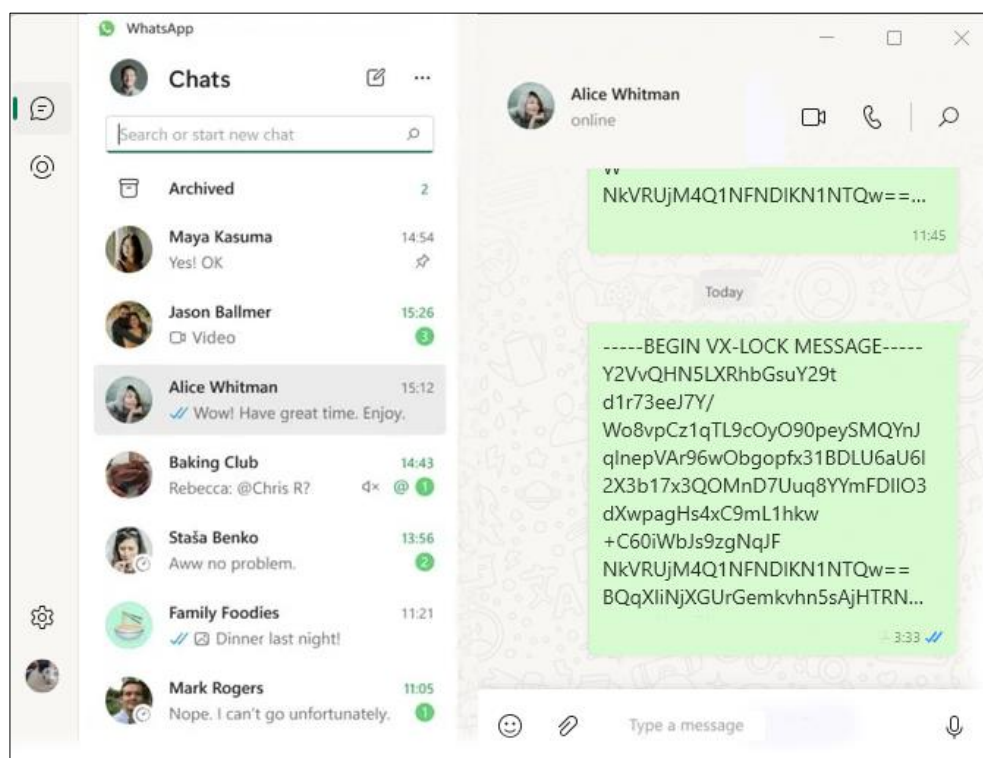 WhatsApp
Chats
Search or start new chat
Archived 2
Maya Kasuma 14:54
Yes! OK
Jason Ballmer 15:26
Video 3
Alice Whitman 15:12
Wow! Have great time. Enjoy.
Baking Club 14:43
Rebecca: @Chris R? @ 1
Staša Benko 13:56
Aww no problem. 2
Family Foodies 11:21
Dinner last night!
Mark Rogers 11:05
Nope. I can't go unfortunately. 1
Alice Whitman
online
NkVRUjM4Q1NFNDlKN1NTQw==...
11:45
Today
-----BEGIN VX-LOCK MESSAGE-----
Y2VvQHN5LXRhbGsuY29t
d1r73eeJ7Y/
Wo8vpCz1qTL9cOyO90peySMQYnJ
qlnepVAr96wObgopfx31BDLU6aU6l
2X3b17x3QOMnD7Uuq8YYmFDIlO3
dXwpagHs4xC9mL1hkw
+C60iWbJs9zgNqJF
NkVRUjM4Q1NFNDlKN1NTQw==
BQqXliNjXGUrGemkvhn5sAjHTRN...
3:33
Type a message